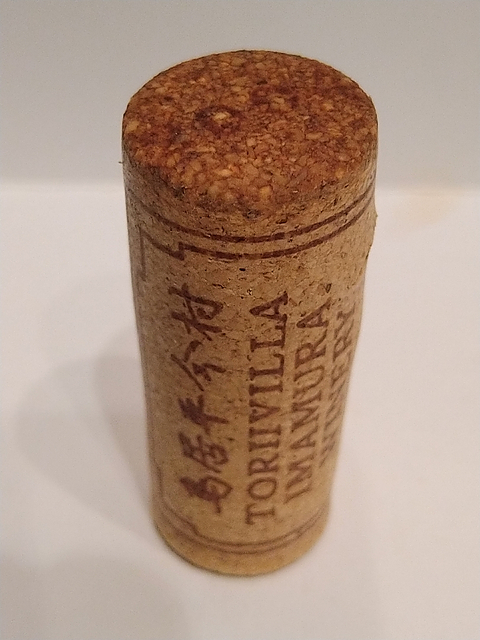 鳥居平今村
TORIIVILLA
IMAMURA
WINERY